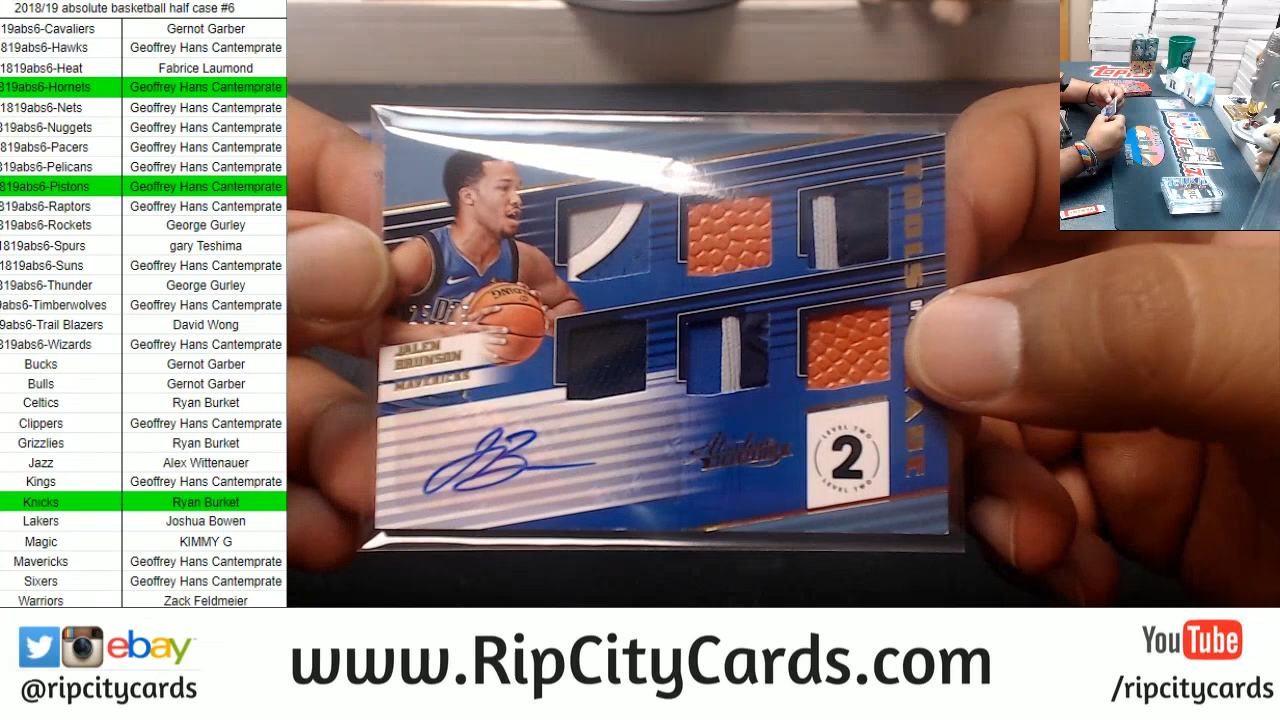 2018/19 absolute basketball half case #6
19abs6-Cavaliers Gernot Garber
819abs6-Hawks Geoffrey Hans Cantemprate
1819abs6-Heat Fabrice Laumond
819abs6-Hornets Geoffrey Hans Cantemprate
1819abs6-Nets Geoffrey Hans Cantemprate
819abs6-Nuggets Geoffrey Hans Cantemprate
819abs6-Pacers Geoffrey Hans Cantemprate
819abs6-Pelicans Geoffrey Hans Cantemprate
819abs6-Pistons Geoffrey Hans Cantemprate
819abs6-Raptors Geoffrey Hans Cantemprate
819abs6-Rockets George Gurley
819abs6-Spurs gary Teshima
1819abs6-Suns Geoffrey Hans Cantemprate
819abs6-Thunder George Gurley
9abs6-Timberwolves Geoffrey Hans Cantemprate
9abs6-Trail Blazers David Wong
819abs6-Wizards Geoffrey Hans Cantemprate
Bucks Gernot Garber
Bulls Gernot Garber
Celtics Ryan Burket
Clippers Geoffrey Hans Cantemprate
Grizzlies Ryan Burket
Jazz Alex Wittenauer
Kings Geoffrey Hans Cantemprate
Knicks Ryan Burket
Lakers Joshua Bowen
Magic KIMMY G
Mavericks Geoffrey Hans Cantemprate
Sixers Geoffrey Hans Cantemprate
Warriors Zack Feldmeier
JALEN
BRUNSON
MAVERICKS
Absolute
LEVEL TWO
2
LEVEL TWO
TOOLS
topps
ebay
@ripcitycards
www.RipCityCards.com
YouTube
/ripcitycards